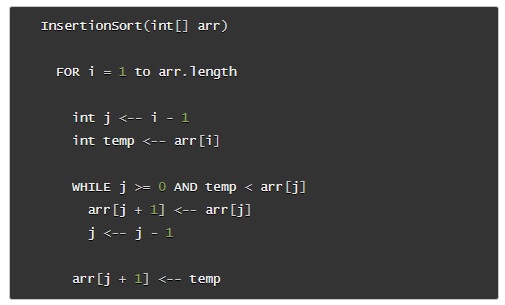 InsertionSort(int[] arr)
FOR i = 1 to arr.length
int j <-- i - 1
int temp <-- arr[i]
WHILE j >= 0 AND temp < arr[j]
arr[j + 1] <-- arr[j]
j <-- j - 1
arr[j + 1] <-- temp